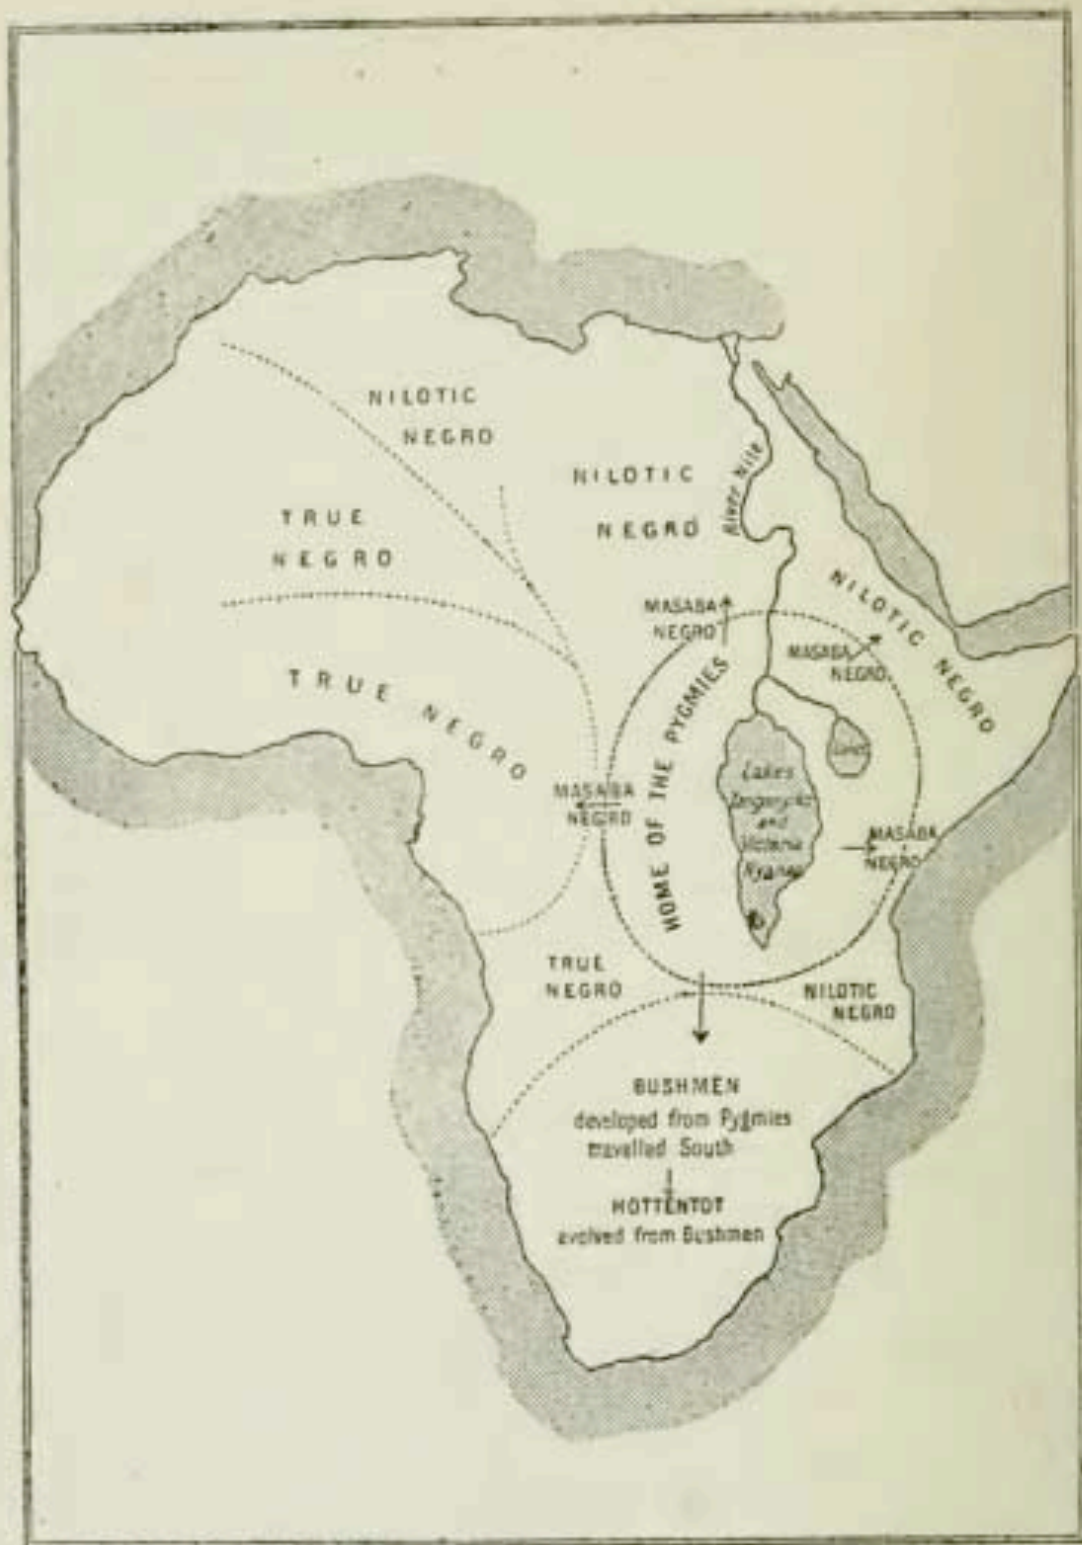 NILOTIC
NEGRO
NILOTIC
NEGRO
River Nile
TRUE
NEGRO
NILOTIC NEGRO
MASABA
NEGRO
MASABA
NEGRO
TRUE NEGRO
HOME OF THE PYGMIES
Lakes
and
Victoria
MASABA
NEGRO
MASABA
NEGRO
TRUE
NEGRO
NILOTIC
NEGRO
BUSHMEN
developed from Pygmies
travelled South
HOTTENTOT
evolved from Bushmen